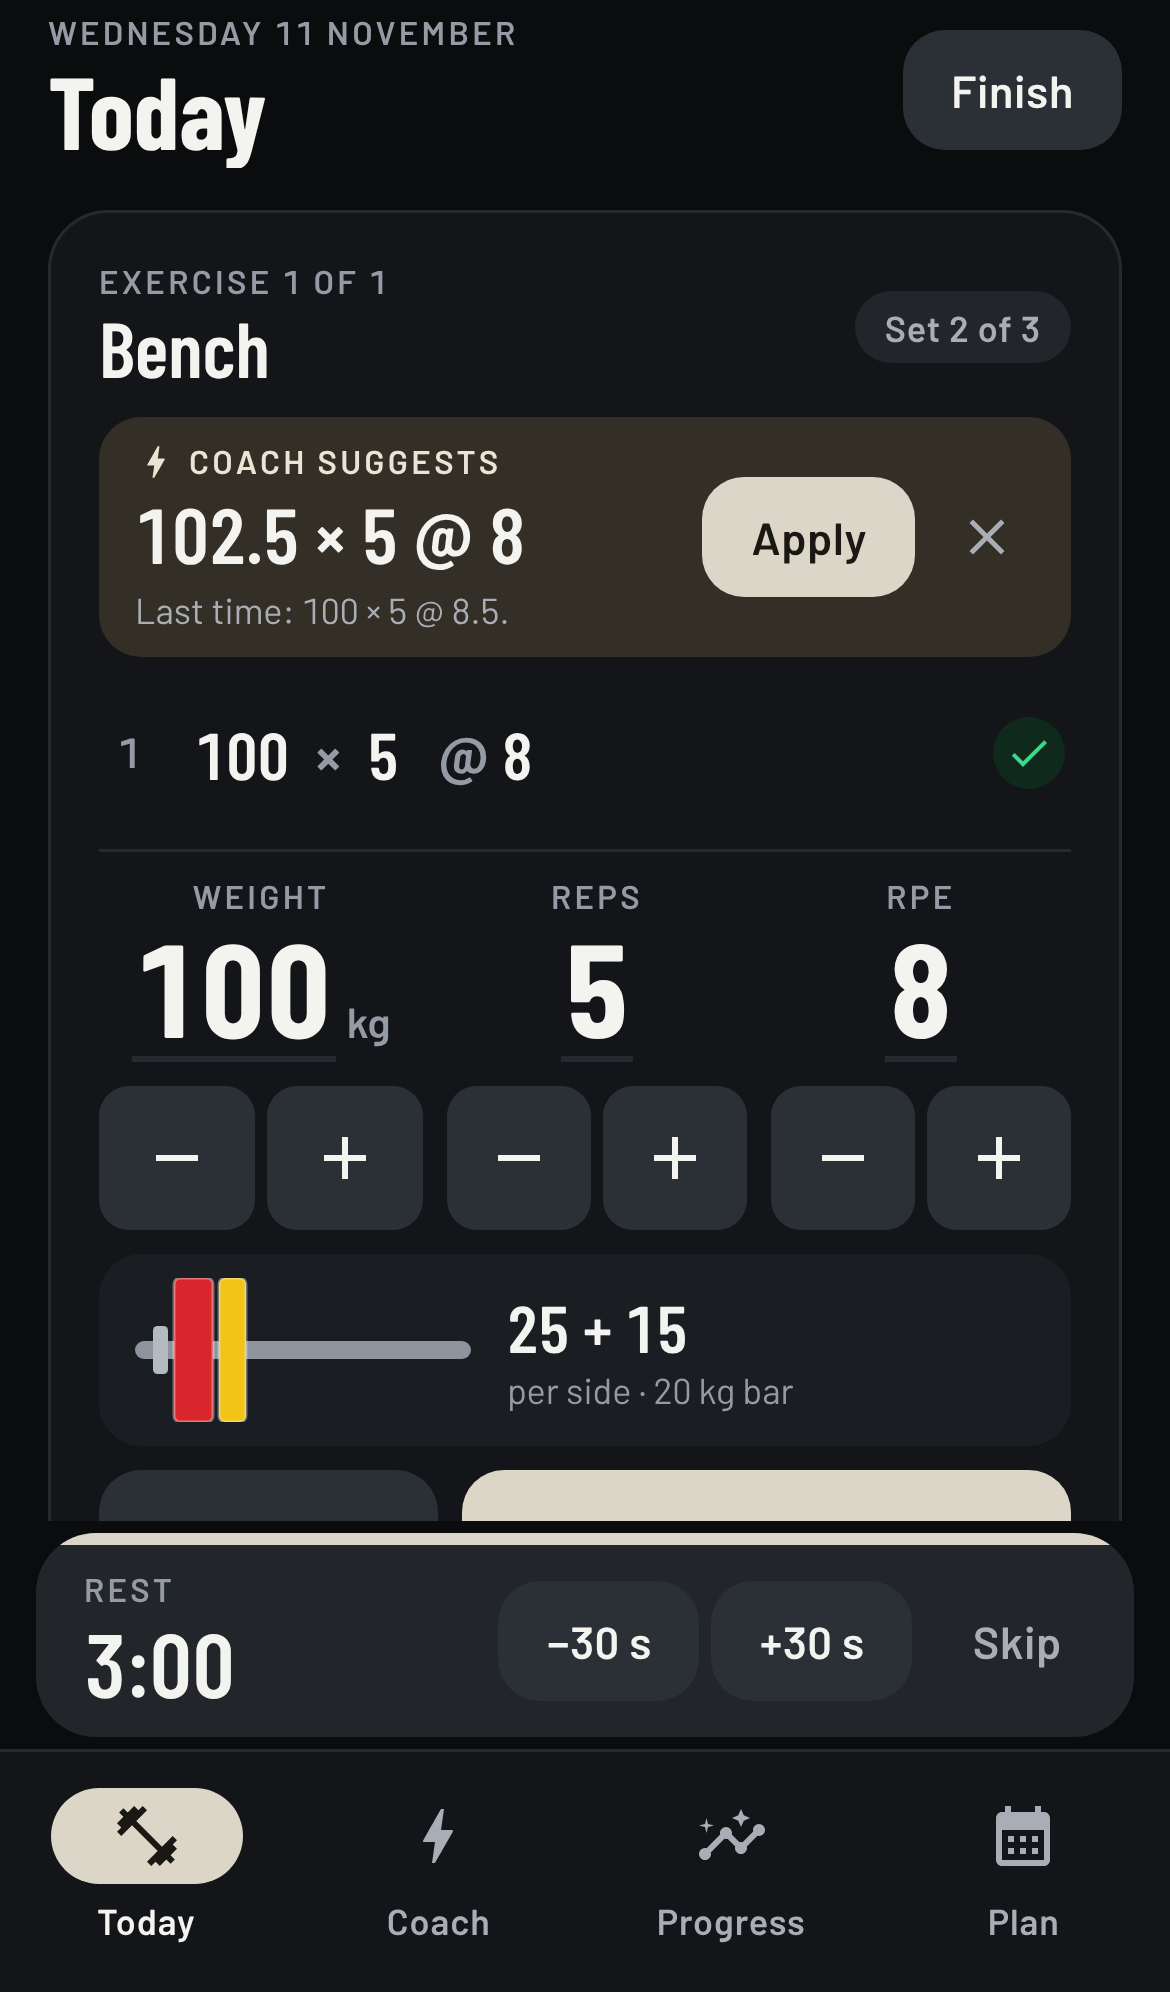 WEDNESDAY 11 NOVEMBER
Today
Finish
EXERCISE 1 OF 1
Bench
Set 2 of 3
COACH SUGGESTS
102.5 × 5 @ 8
Last time: 100 × 5 @ 8.5.
Apply
1 100 × 5 @ 8
WEIGHT REPS RPE
100 kg 5 8
− + − + − +
25 + 15
per side · 20 kg bar
REST
3:00
−30 s +30 s Skip
Today Coach Progress Plan